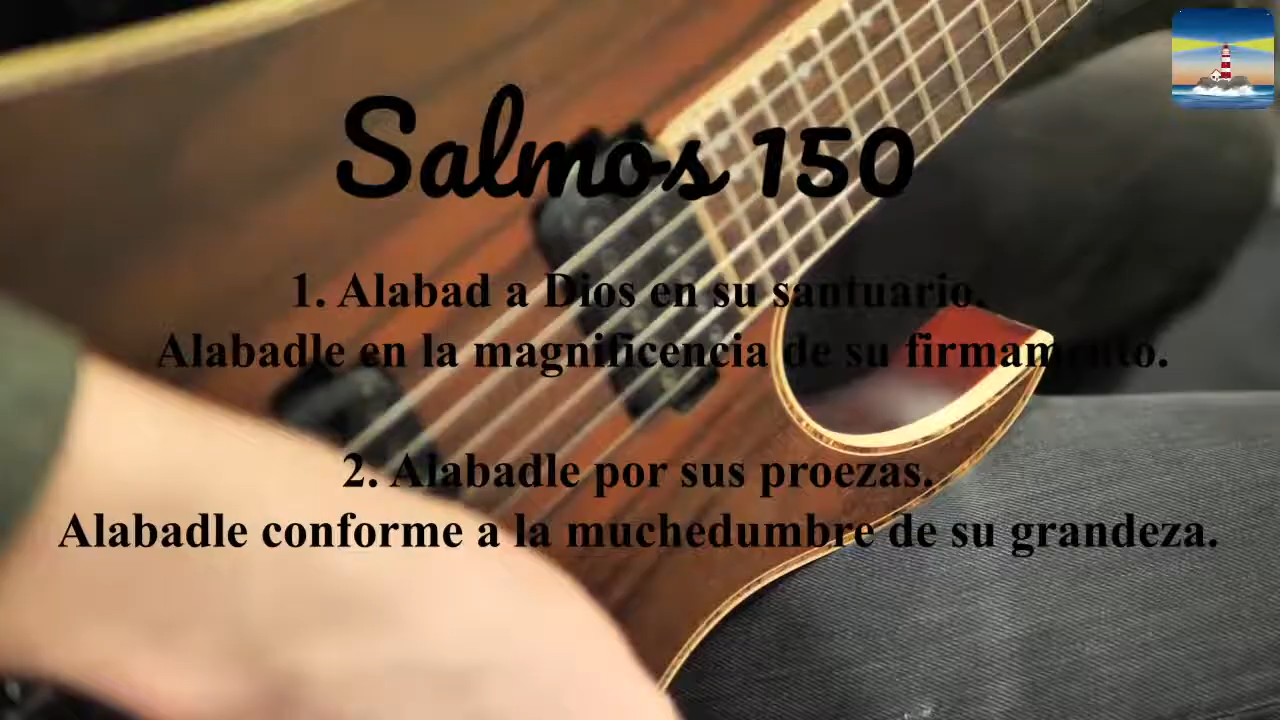 Salmos 150
1. Alabad a Dios en su santuario.
Alabadle en la magnificencia de su firmamento.
2. Alabadle por sus proezas.
Alabadle conforme a la muchedumbre de su grandeza.